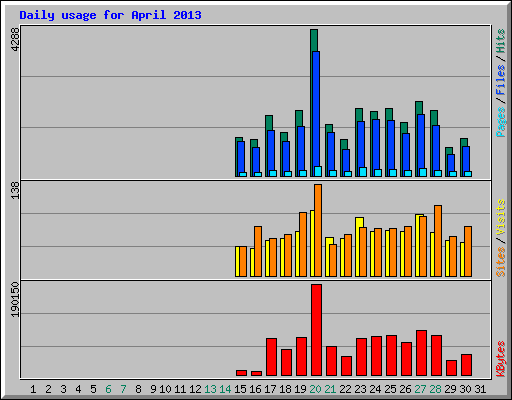 Daily usage for April 2013
4288
138
190150
Pages / Files / Hits
Sites / Visits
KBytes
1 2 3 4 5 6 7 8 9 10 11 12 13 14 15 16 17 18 19 20 21 22 23 24 25 26 27 28 29 30 31